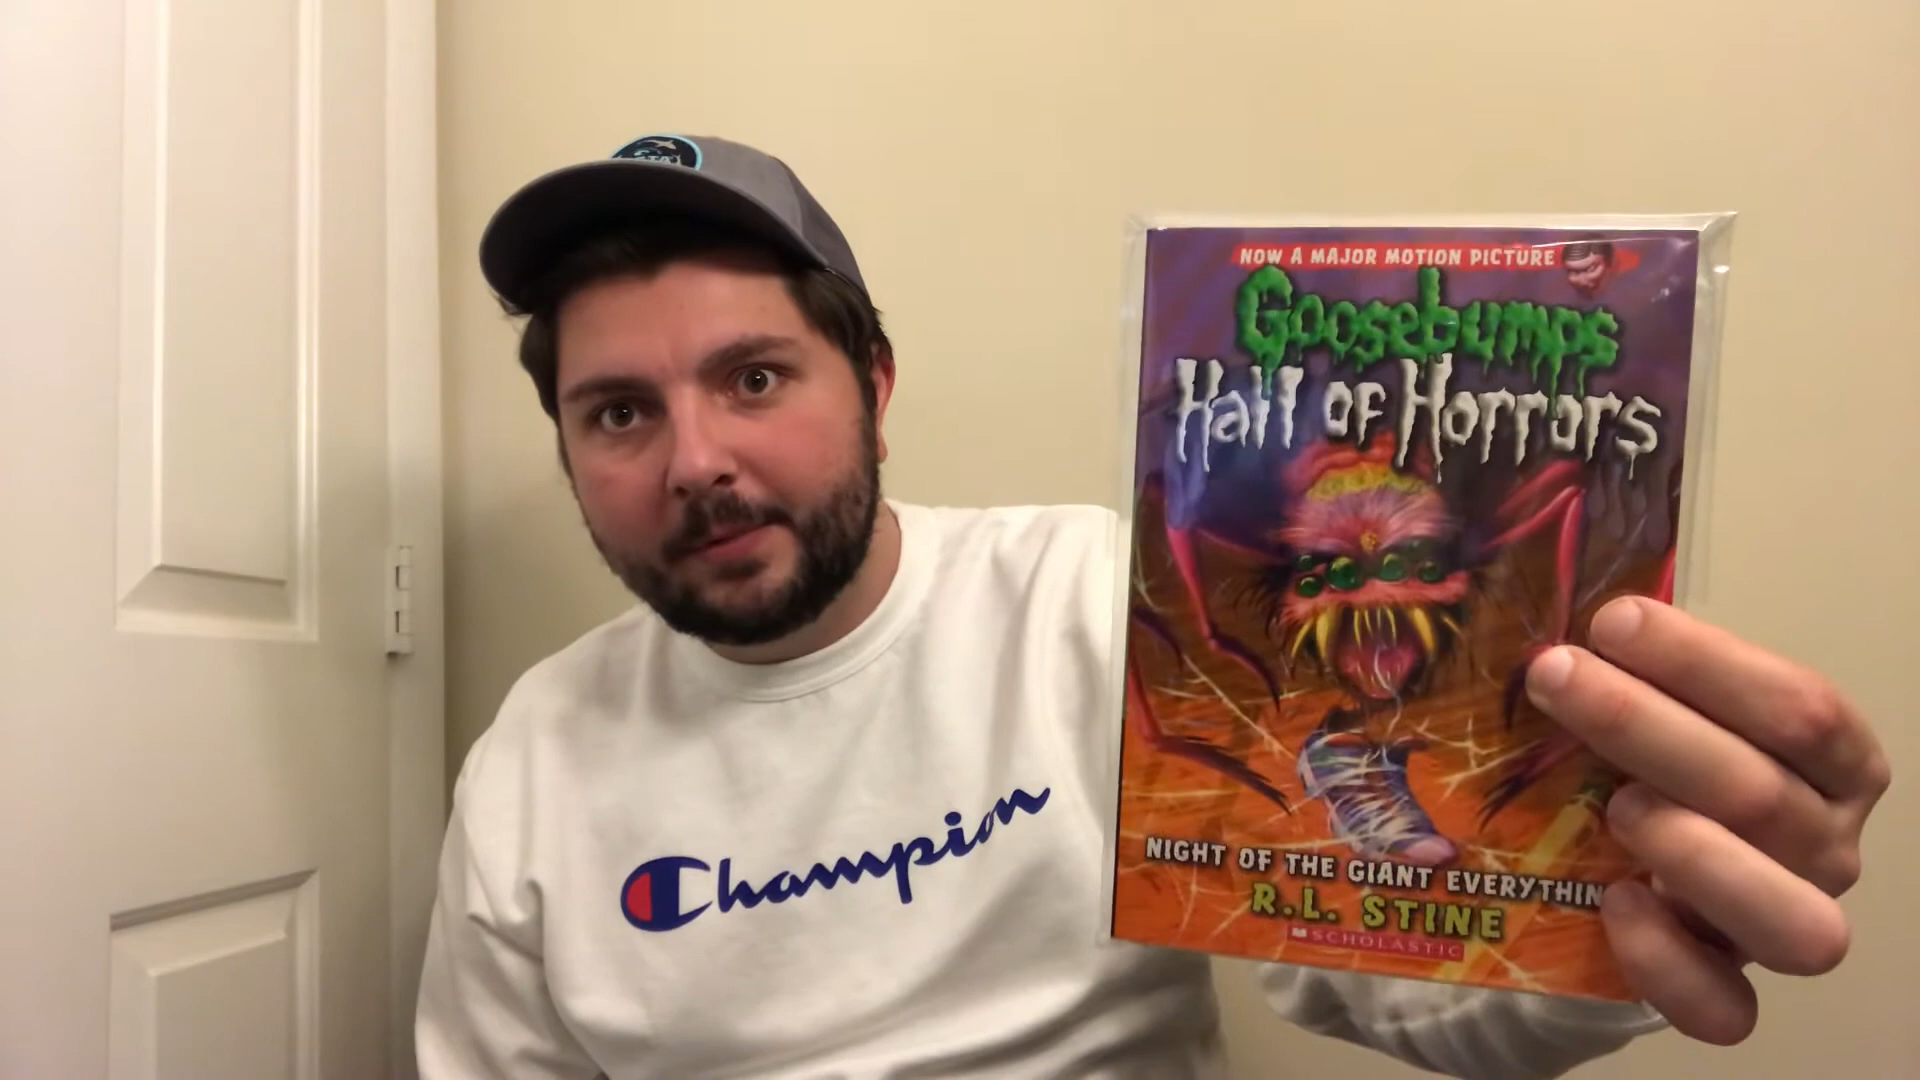 Champion
NOW A MAJOR MOTION PICTURE
Goosebumps
Hall of Horrors
NIGHT OF THE GIANT EVERYTHIN
R.L. STINE
SCHOLASTIC